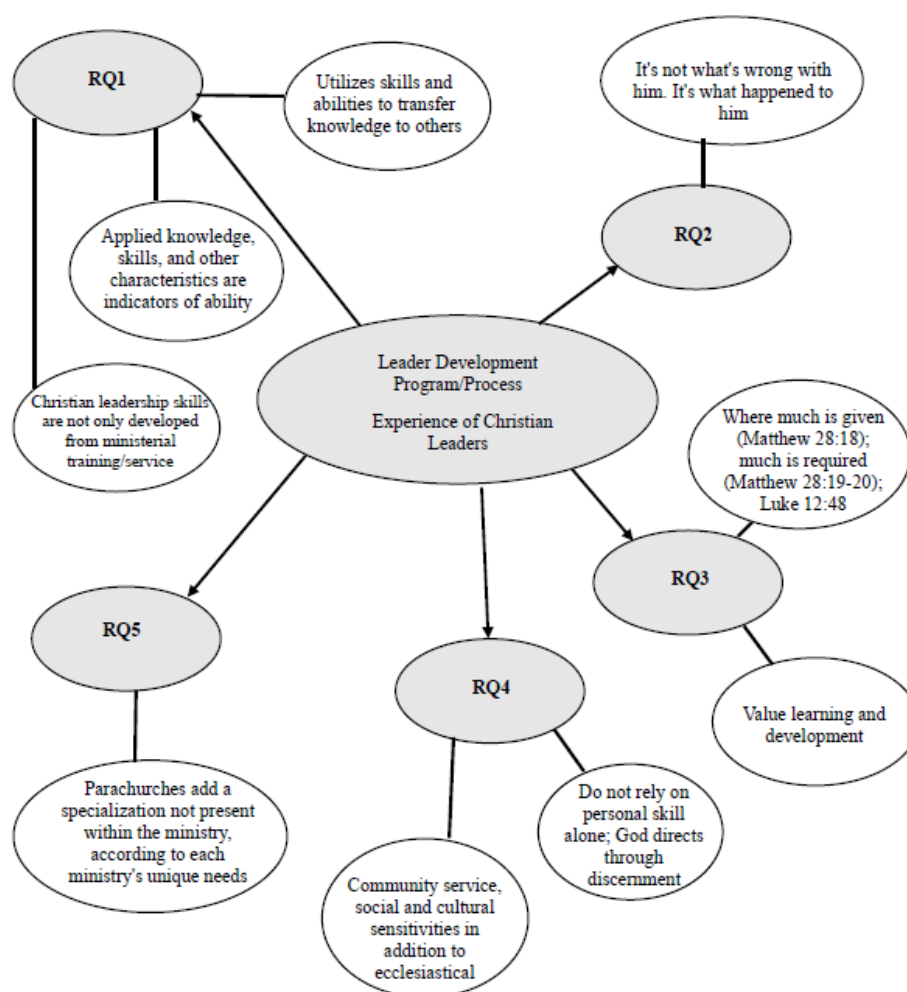 RQ1
Utilizes skills and
abilities to transfer
knowledge to others
It's not what's wrong with
him. It's what happened to
him
RQ2
Applied knowledge,
skills, and other
characteristics are
indicators of ability
Leader Development
Program/Process
Experience of Christian
Leaders
Christian leadership skills
are not only developed
from ministerial
training/service
Where much is given
(Matthew 28:18);
much is required
(Matthew 28:19-20);
Luke 12:48
RQ3
RQ5
RQ4
Value learning and
development
Parachurches add a
specialization not present
within the ministry,
according to each
ministry's unique needs
Do not rely on
personal skill
alone; God directs
through
discernment
Community service,
social and cultural
sensitivities in
addition to
ecclesiastical